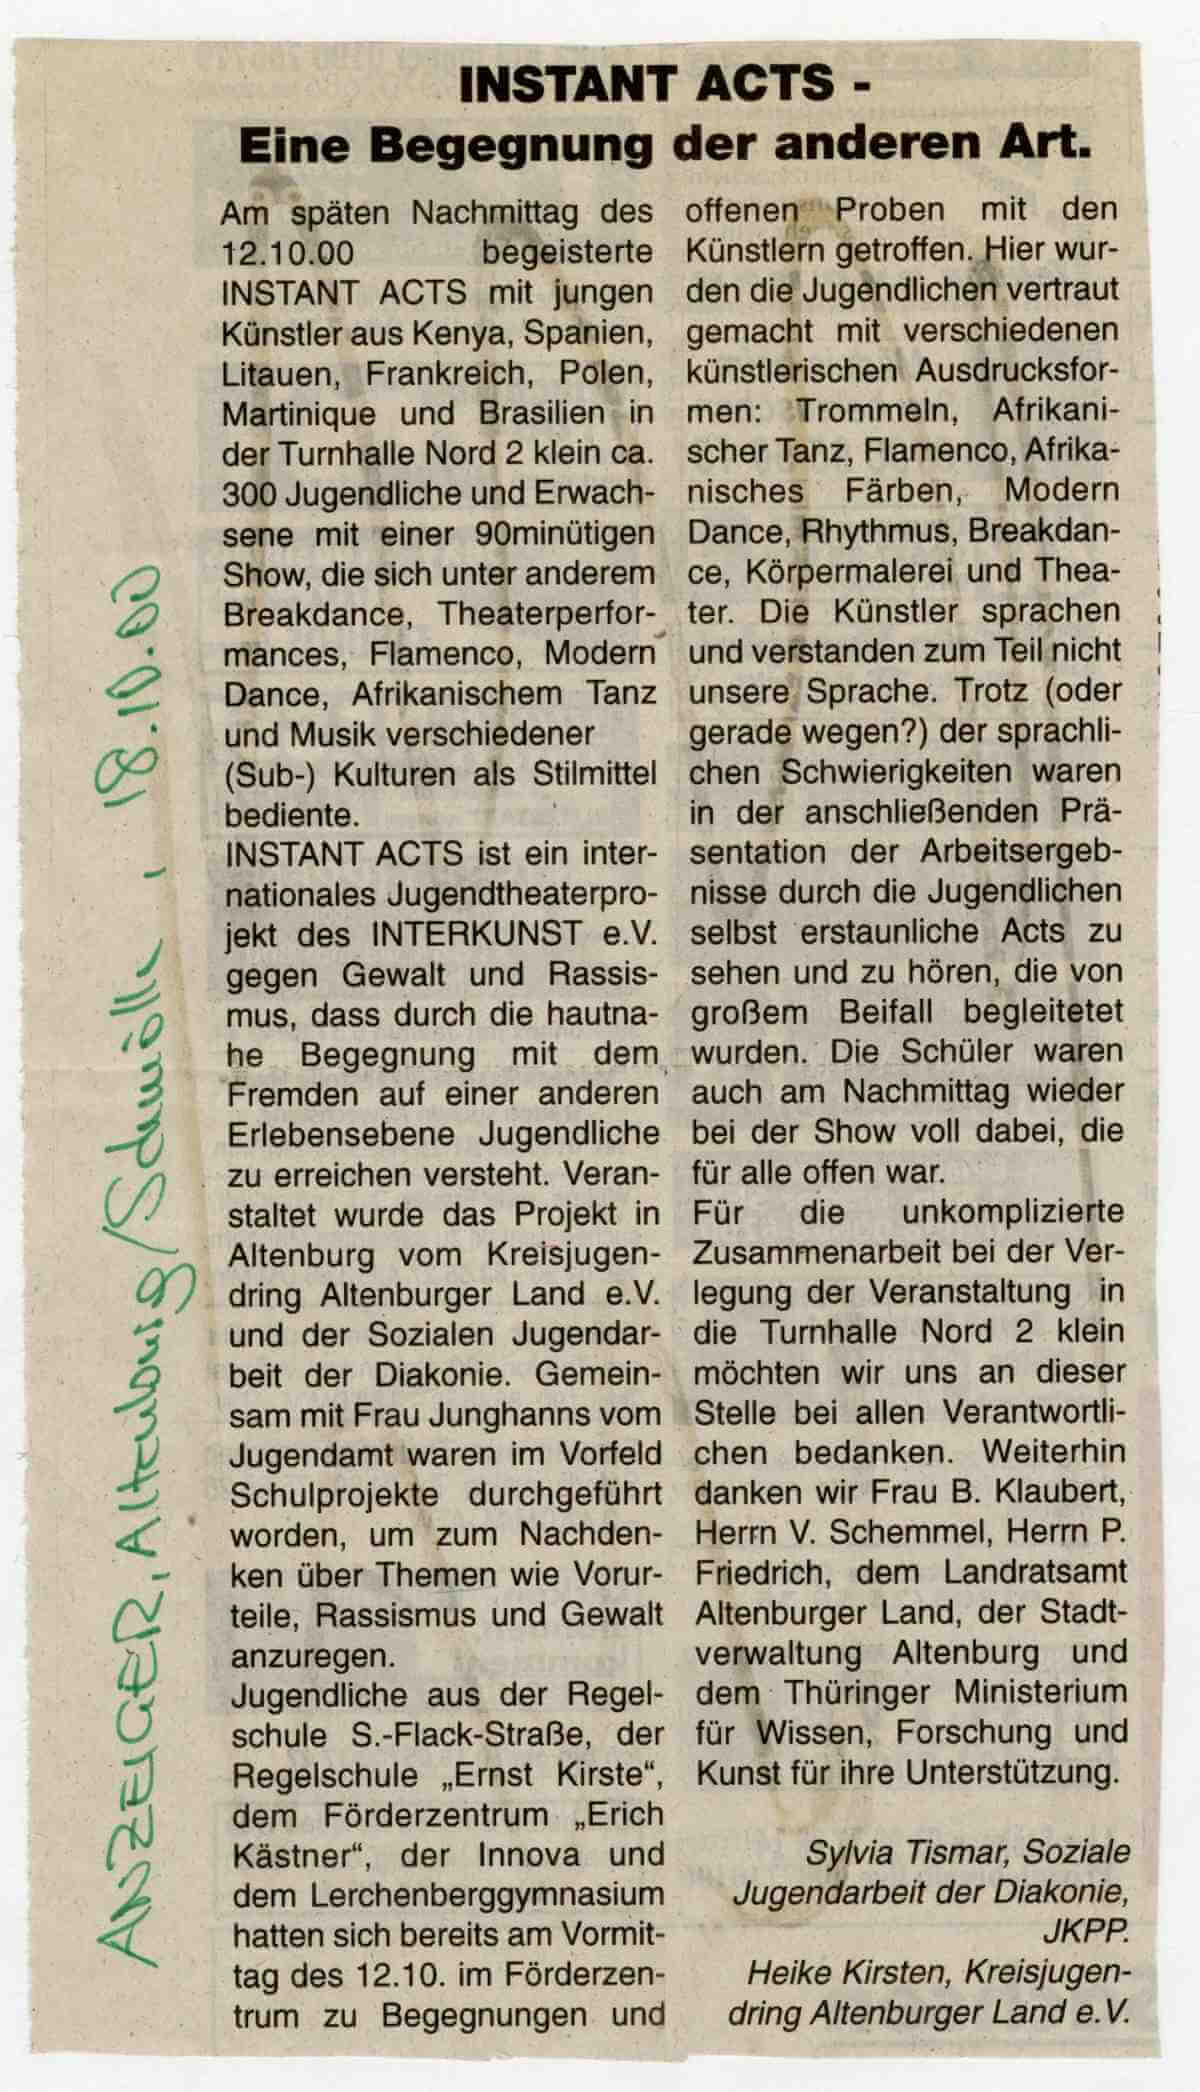 INSTANT ACTS -
Eine Begegnung der anderen Art.
Am späten Nachmittag des
12.10.00 begeisterte
INSTANT ACTS mit jungen
Künstler aus Kenya, Spanien,
Litauen, Frankreich, Polen,
Martinique und Brasilien in
der Turnhalle Nord 2 klein ca.
300 Jugendliche und Erwach-
sene mit einer 90minütigen
Show, die sich unter anderem
Breakdance, Theaterperfor-
mances, Flamenco, Modern
Dance, Afrikanischem Tanz
und Musik verschiedener
(Sub-) Kulturen als Stilmittel
bediente.
INSTANT ACTS ist ein inter-
nationales Jugendtheaterpro-
jekt des INTERKUNST e.V.
gegen Gewalt und Rassis-
mus, dass durch die hautna-
he Begegnung mit dem
Fremden auf einer anderen
Erlebensebene Jugendliche
zu erreichen versteht. Veran-
staltet wurde das Projekt in
Altenburg vom Kreisjugen-
dring Altenburger Land e.V.
und der Sozialen Jugendar-
beit der Diakonie. Gemein-
sam mit Frau Junghanns vom
Jugendamt waren im Vorfeld
Schulprojekte durchgeführt
worden, um zum Nachden-
ken über Themen wie Vorur-
teile, Rassismus und Gewalt
anzuregen.
Jugendliche aus der Regel-
schule S.-Flack-Straße, der
Regelschule „Ernst Kirste“,
dem Förderzentrum „Erich
Kästner“, der Innova und
dem Lerchenberggymnasium
hatten sich bereits am Vormit-
tag des 12.10. im Förderzen-
trum zu Begegnungen und
offenen Proben mit den
Künstlern getroffen. Hier wur-
den die Jugendlichen vertraut
gemacht mit verschiedenen
künstlerischen Ausdrucksfor-
men: Trommeln, Afrikani-
scher Tanz, Flamenco, Afrika-
nisches Färben, Modern
Dance, Rhythmus, Breakdan-
ce, Körpermalerei und Thea-
ter. Die Künstler sprachen
und verstanden zum Teil nicht
unsere Sprache. Trotz (oder
gerade wegen?) der sprachli-
chen Schwierigkeiten waren
in der anschließenden Prä-
sentation der Arbeitsergeb-
nisse durch die Jugendlichen
selbst erstaunliche Acts zu
sehen und zu hören, die von
großem Beifall begleitetet
wurden. Die Schüler waren
auch am Nachmittag wieder
bei der Show voll dabei, die
für alle offen war.
Für die unkomplizierte
Zusammenarbeit bei der Ver-
legung der Veranstaltung in
die Turnhalle Nord 2 klein
möchten wir uns an dieser
Stelle bei allen Verantwortli-
chen bedanken. Weiterhin
danken wir Frau B. Klaubert,
Herrn V. Schemmel, Herrn P.
Friedrich, dem Landratsamt
Altenburger Land, der Stadt-
verwaltung Altenburg und
dem Thüringer Ministerium
für Wissen, Forschung und
Kunst für ihre Unterstützung.
Sylvia Tismar, Soziale
Jugendarbeit der Diakonie,
JKPP.
Heike Kirsten, Kreisjugen-
dring Altenburger Land e.V.
ANZEIGER, Altenburg/Schmölln, 18.10.00